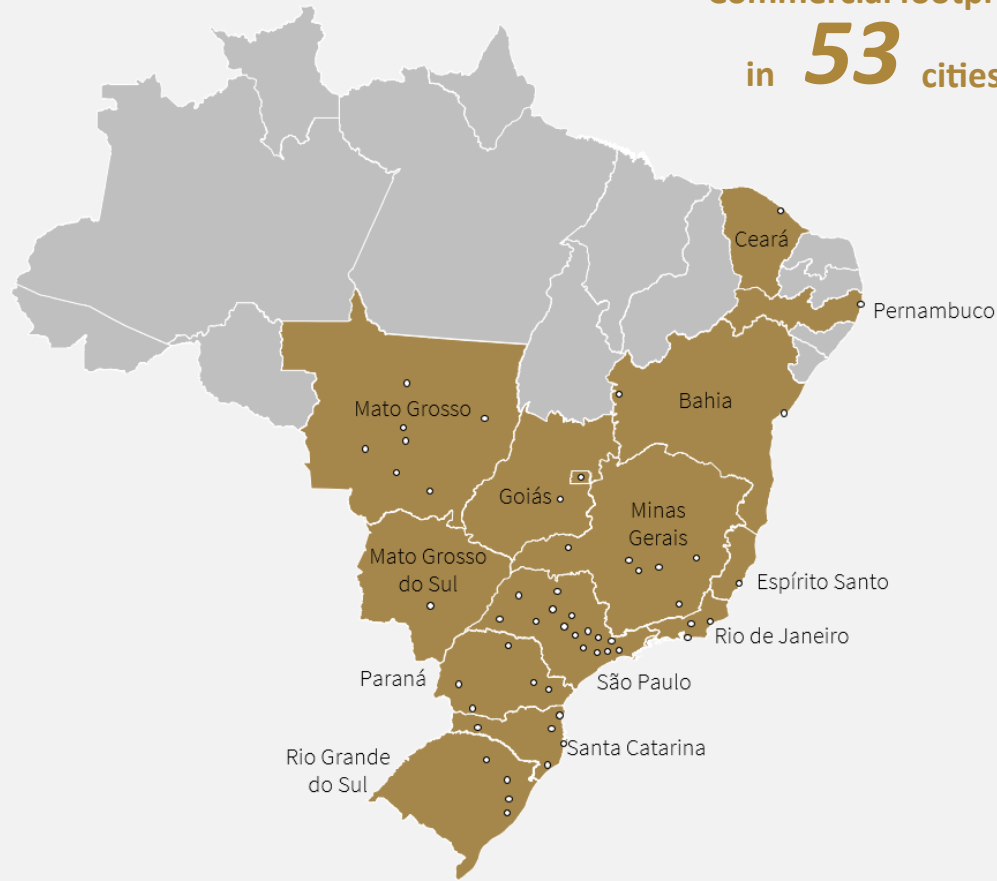 in 53 cities
Ceará
Pernambuco
Bahia
Mato Grosso
Goiás
Minas
Gerais
Mato Grosso
do Sul
Espírito Santo
Rio de Janeiro
Paraná
São Paulo
Santa Catarina
Rio Grande
do Sul